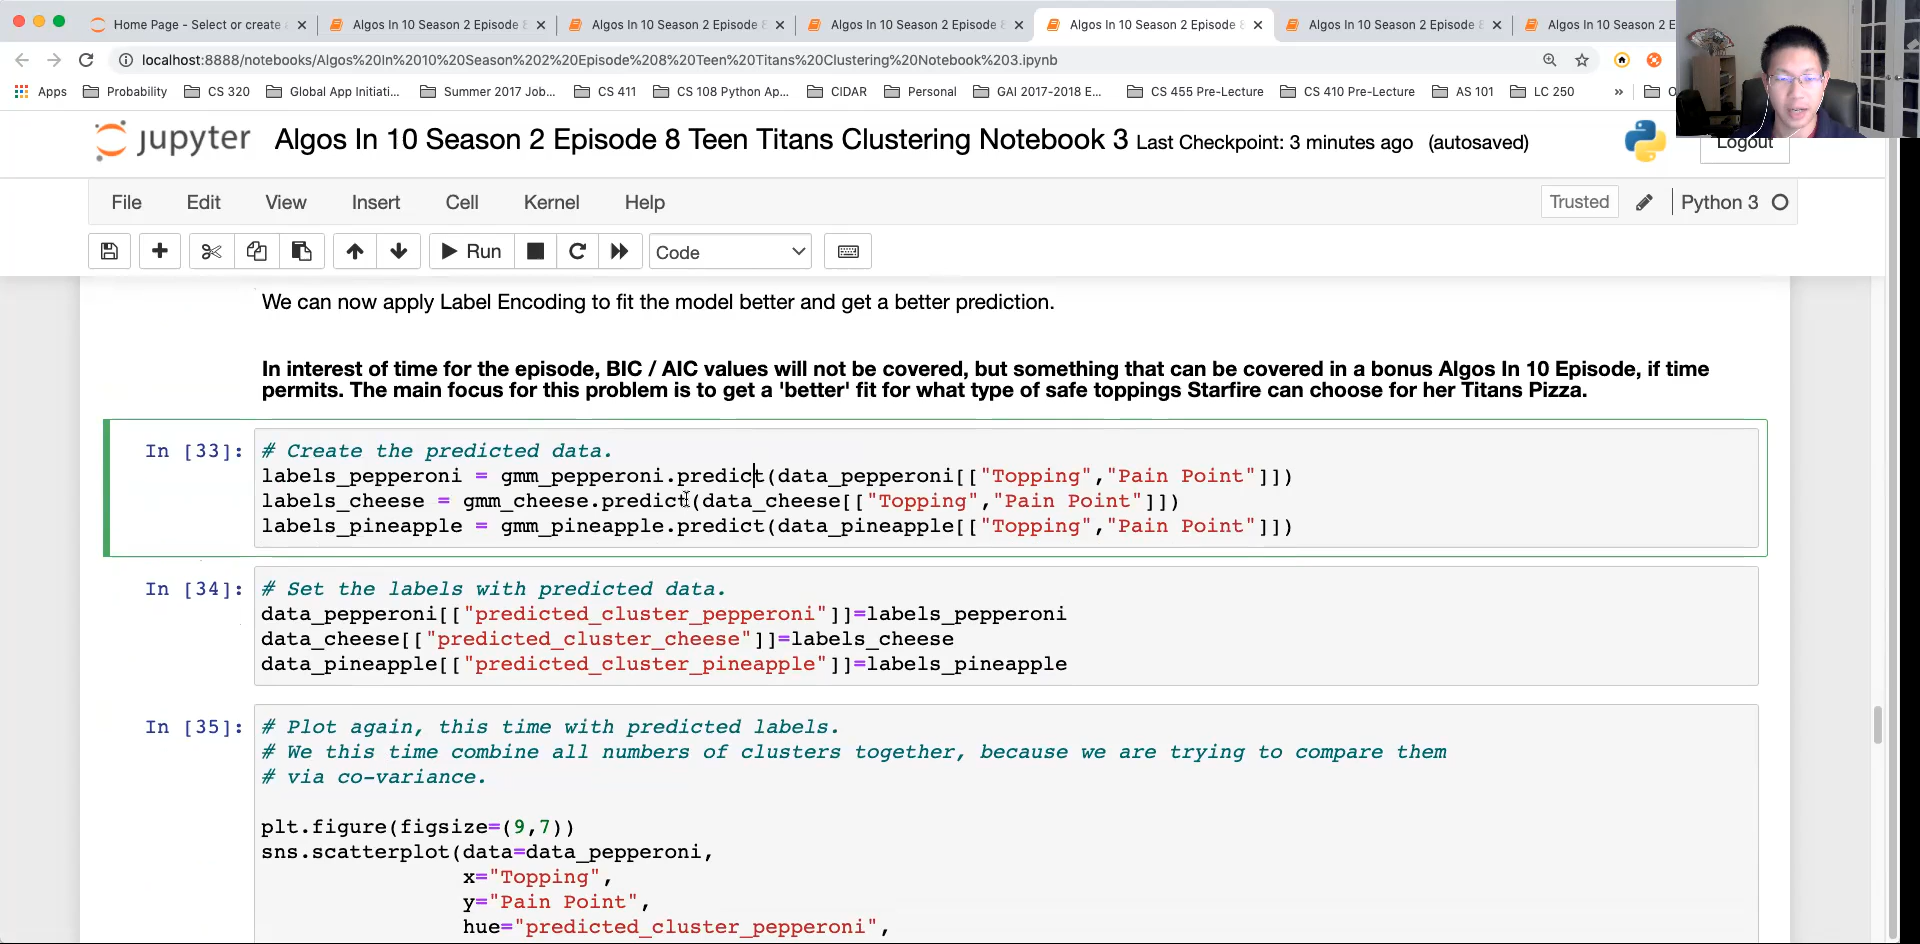 Home Page - Select or create a
Algos In 10 Season 2 Episode 8
Algos In 10 Season 2 Episode 8
Algos In 10 Season 2 Episode 8
Algos In 10 Season 2 Episode 8
Algos In 10 Season 2 Episode 8
Algos In 10 Season 2 E
localhost:8888/notebooks/Algos%20In%2010%20Season%202%20Episode%208%20Teen%20Titans%20Clustering%20Notebook%203.ipynb
Apps Probability CS 320 Global App Initiati... Summer 2017 Job... CS 411 CS 108 Python Ap... CIDAR Personal GAI 2017-2018 E... CS 455 Pre-Lecture CS 410 Pre-Lecture AS 101 LC 250 » O
jupyter Algos In 10 Season 2 Episode 8 Teen Titans Clustering Notebook 3 Last Checkpoint: 3 minutes ago (autosaved) Logout
File Edit View Insert Cell Kernel Help Trusted Python 3
Run Code
We can now apply Label Encoding to fit the model better and get a better prediction.
In interest of time for the episode, BIC / AIC values will not be covered, but something that can be covered in a bonus Algos In 10 Episode, if time
permits. The main focus for this problem is to get a 'better' fit for what type of safe toppings Starfire can choose for her Titans Pizza.
In [33]: # Create the predicted data.
labels_pepperoni = gmm_pepperoni.predict(data_pepperoni[["Topping","Pain Point"]])
labels_cheese = gmm_cheese.predict(data_cheese[["Topping","Pain Point"]])
labels_pineapple = gmm_pineapple.predict(data_pineapple[["Topping","Pain Point"]])
In [34]: # Set the labels with predicted data.
data_pepperoni[["predicted_cluster_pepperoni"]]=labels_pepperoni
data_cheese[["predicted_cluster_cheese"]]=labels_cheese
data_pineapple[["predicted_cluster_pineapple"]]=labels_pineapple
In [35]: # Plot again, this time with predicted labels.
# We this time combine all numbers of clusters together, because we are trying to compare them
# via co-variance.
plt.figure(figsize=(9,7))
sns.scatterplot(data=data_pepperoni,
x="Topping",
y="Pain Point",
hue="predicted_cluster_pepperoni",